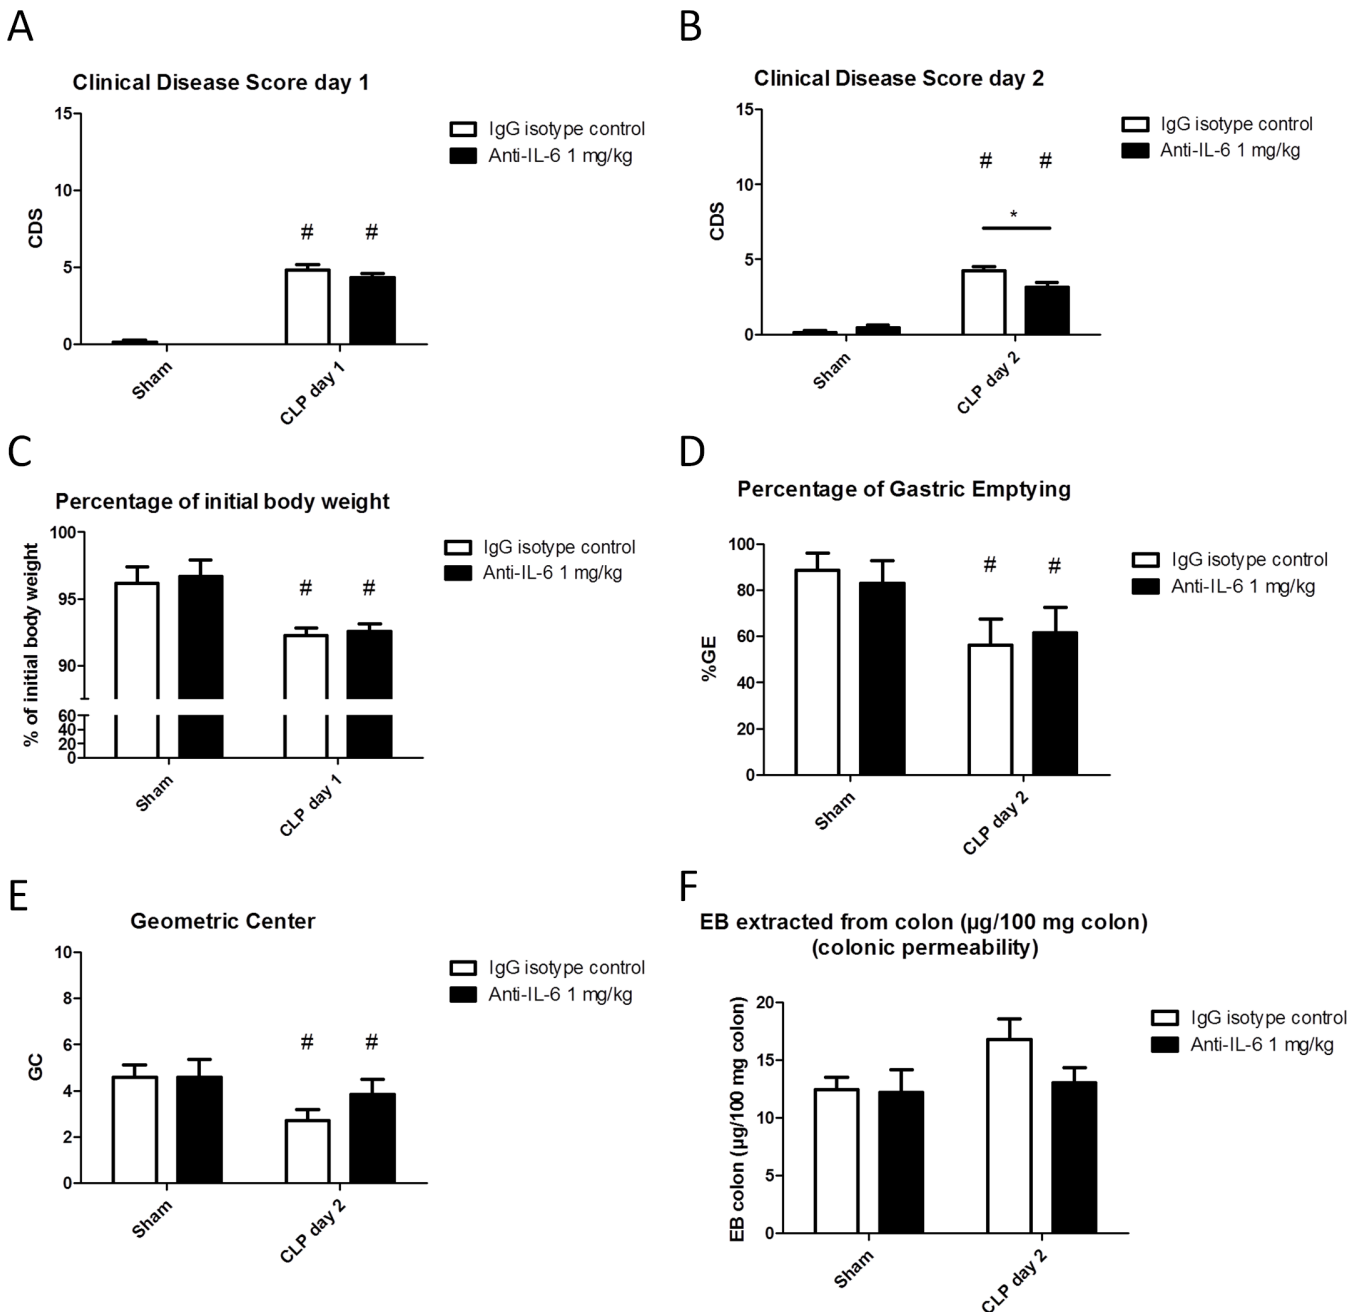 A
Clinical Disease Score day 1
15
10
5
0
CDS
# #
Sham
CLP day 1
IgG isotype control
Anti-IL-6 1 mg/kg
B
Clinical Disease Score day 2
15
10
5
0
CDS
# #
*
Sham
CLP day 2
IgG isotype control
Anti-IL-6 1 mg/kg
C
Percentage of initial body weight
100
95
90
60
40
20
0
% of initial body weight
# #
Sham
CLP day 1
IgG isotype control
Anti-IL-6 1 mg/kg
D
Percentage of Gastric Emptying
100
80
60
40
20
0
%GE
# #
Sham
CLP day 2
IgG isotype control
Anti-IL-6 1 mg/kg
E
Geometric Center
10
8
6
4
2
0
GC
# #
Sham
CLP day 2
IgG isotype control
Anti-IL-6 1 mg/kg
F
EB extracted from colon (µg/100 mg colon)
(colonic permeability)
20
15
10
5
0
EB colon (µg/100 mg colon)
Sham
CLP day 2
IgG isotype control
Anti-IL-6 1 mg/kg